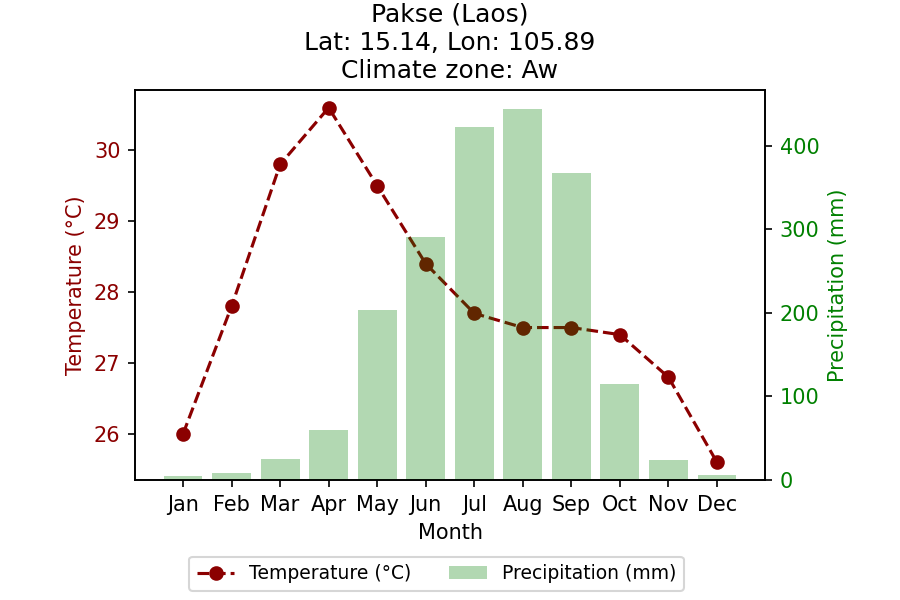 Pakse (Laos)
Lat: 15.14, Lon: 105.89
Climate zone: Aw
30
29
28
27
26
Temperature (°C)
400
300
200
100
0
Precipitation (mm)
Jan Feb Mar Apr May Jun Jul Aug Sep Oct Nov Dec
Month
Temperature (°C) Precipitation (mm)